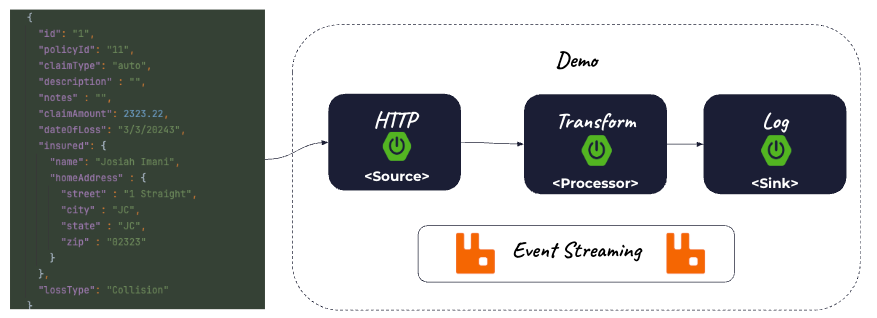 {
"id": "1",
"policyId": "11",
"claimType": "auto",
"description" : "",
"notes" : "",
"claimAmount": 2323.22,
"dateOfLoss": "3/3/20243",
"insured": {
"name": "Josiah Imani",
"homeAddress" : {
"street" : "1 Straight",
"city" : "JC",
"state" : "JC",
"zip" : "02323"
}
},
"lossType": "Collision"
}
Demo
HTTP
<Source>
Transform
<Processor>
Log
<Sink>
Event Streaming